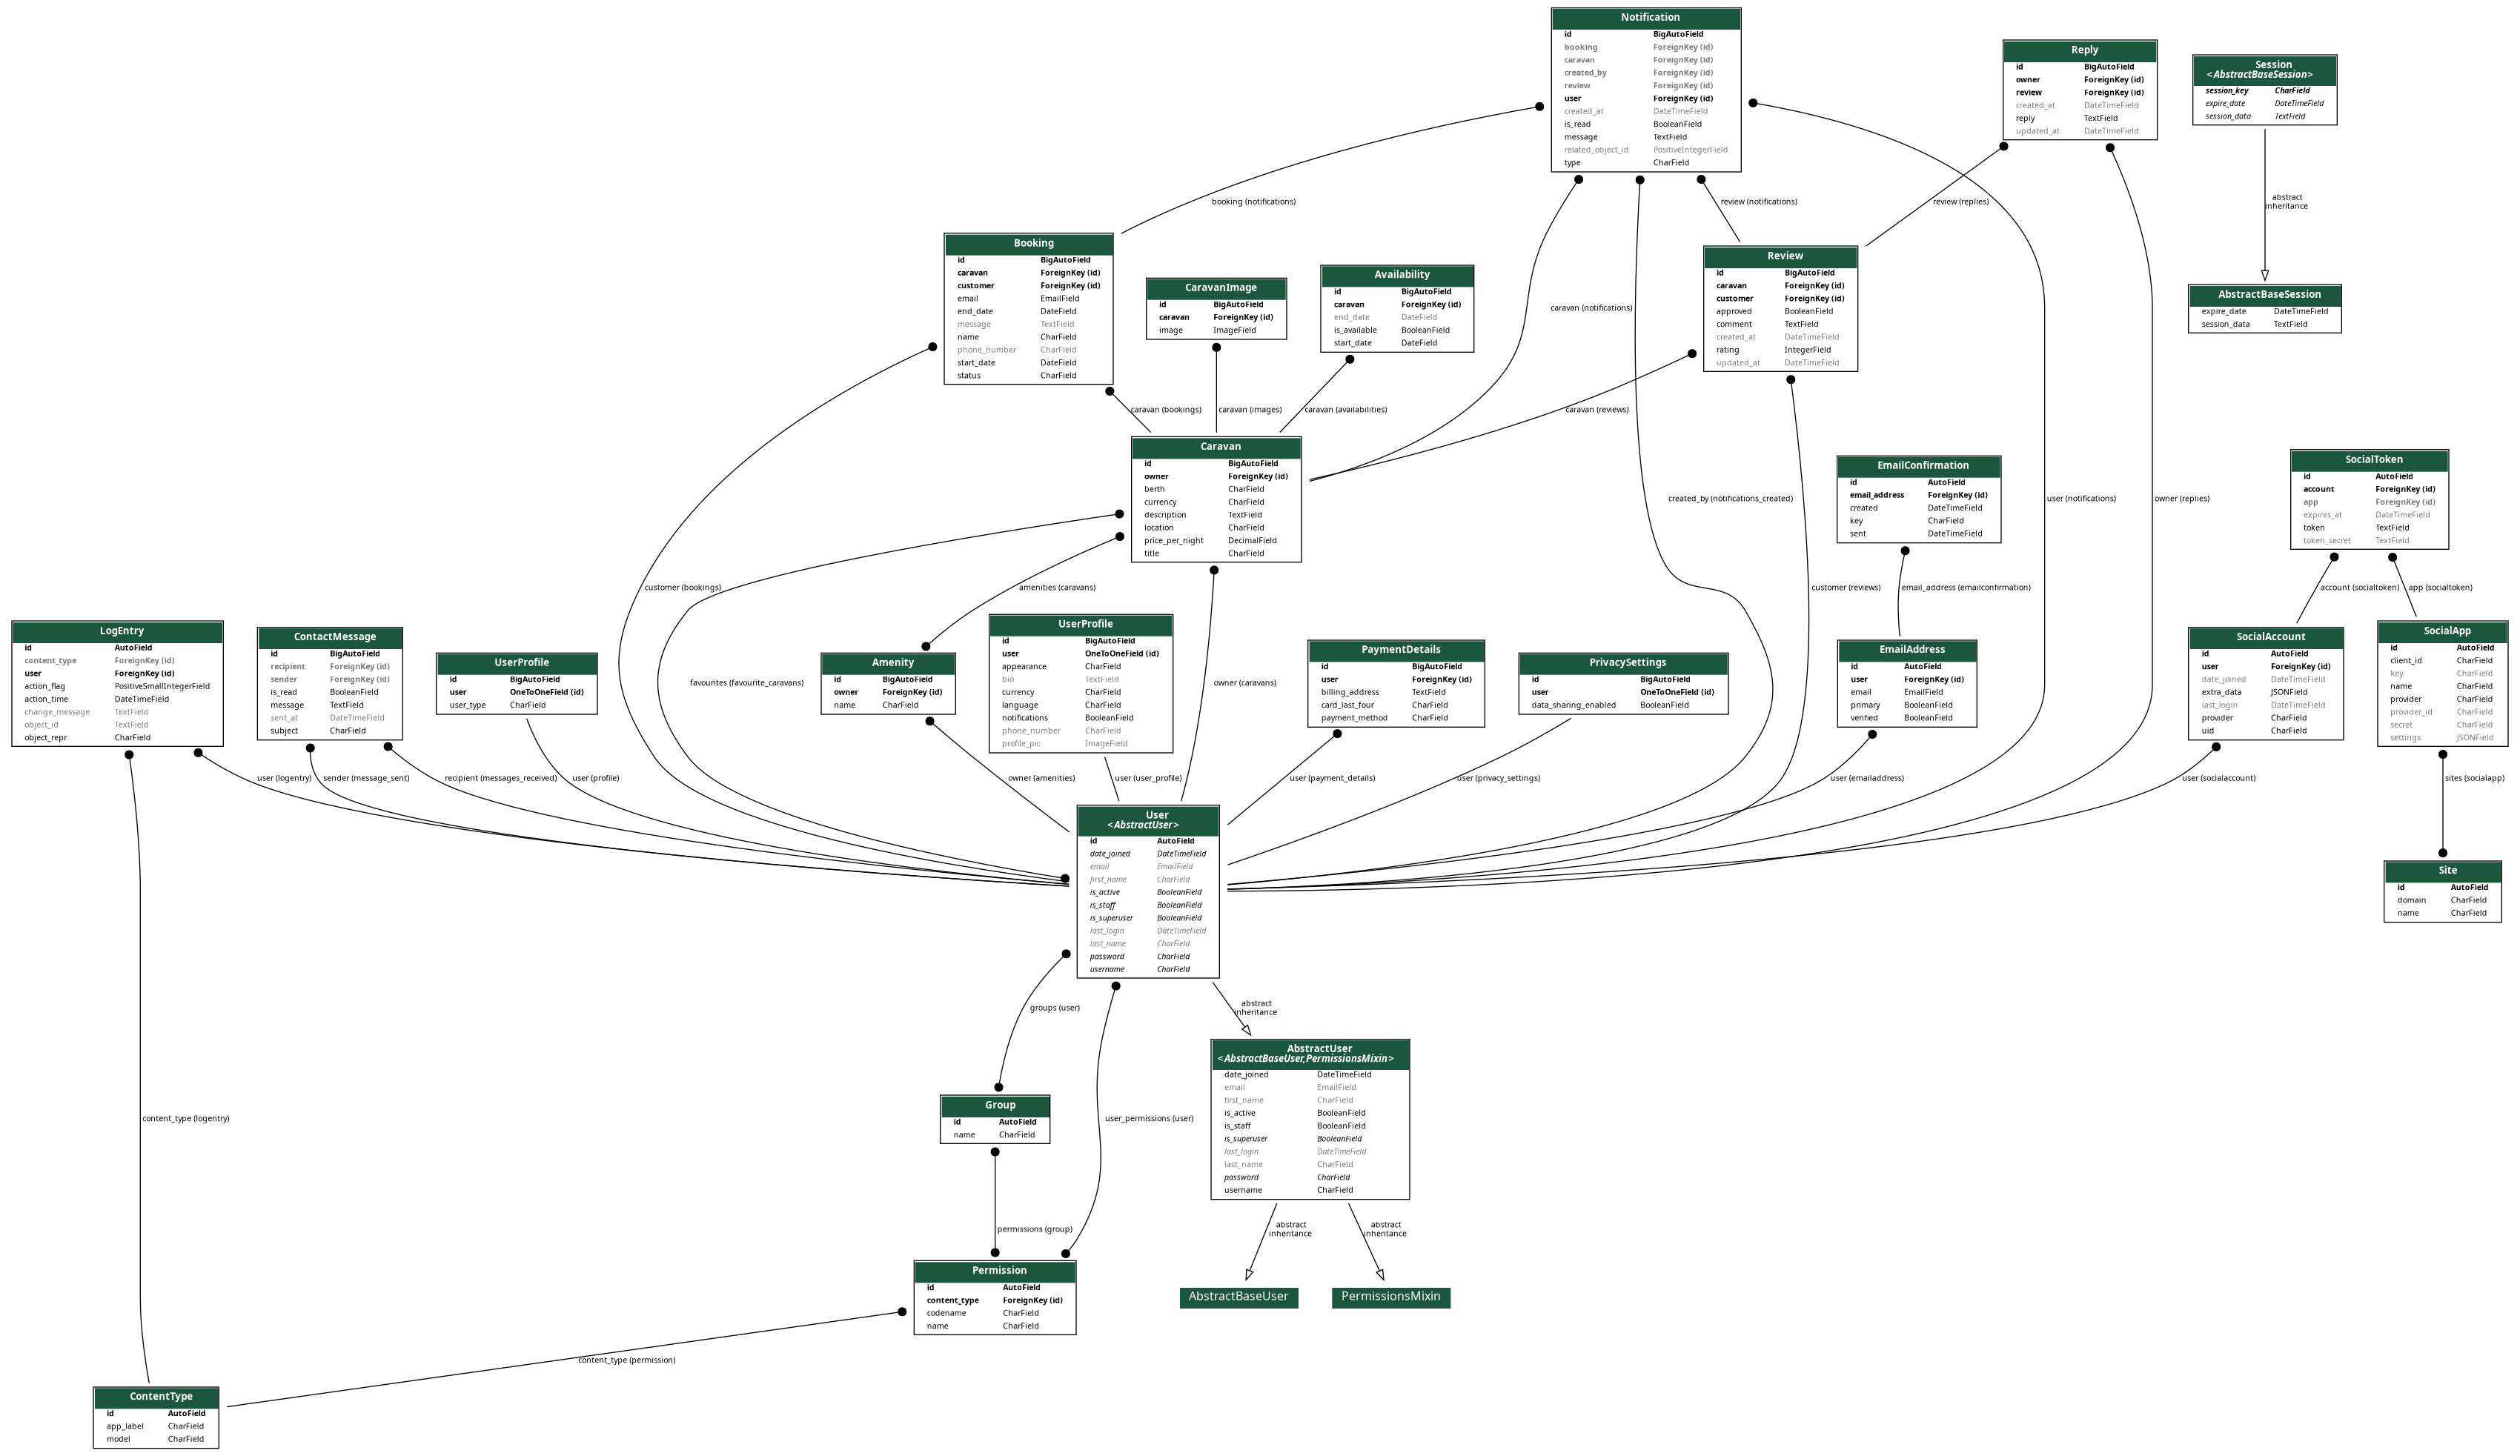 Notification
id BigAutoField
booking ForeignKey (id)
caravan ForeignKey (id)
created_by ForeignKey (id)
review ForeignKey (id)
user ForeignKey (id)
created_at DateTimeField
is_read BooleanField
message TextField
related_object_id PositiveIntegerField
type CharField
Reply
id BigAutoField
owner ForeignKey (id)
review ForeignKey (id)
created_at DateTimeField
reply TextField
updated_at DateTimeField
Session
<AbstractBaseSession>
session_key CharField
expire_date DateTimeField
session_data TextField
booking (notifications)
review (notifications)
review (replies)
abstract
inheritance
Booking
id BigAutoField
caravan ForeignKey (id)
customer ForeignKey (id)
email EmailField
end_date DateField
message TextField
name CharField
phone_number CharField
start_date DateField
status CharField
CaravanImage
id BigAutoField
caravan ForeignKey (id)
image ImageField
Availability
id BigAutoField
caravan ForeignKey (id)
end_date DateField
is_available BooleanField
start_date DateField
caravan (notifications)
Review
id BigAutoField
caravan ForeignKey (id)
customer ForeignKey (id)
approved BooleanField
comment TextField
created_at DateTimeField
rating IntegerField
updated_at DateTimeField
AbstractBaseSession
expire_date DateTimeField
session_data TextField
caravan (bookings)
caravan (images)
caravan (availabilities)
caravan (reviews)
Caravan
id BigAutoField
owner ForeignKey (id)
berth CharField
currency CharField
description TextField
location CharField
price_per_night DecimalField
title CharField
created_by (notifications_created)
EmailConfirmation
id AutoField
email_address ForeignKey (id)
created DateTimeField
key CharField
sent DateTimeField
user (notifications)
owner (replies)
SocialToken
id AutoField
account ForeignKey (id)
app ForeignKey (id)
expires_at DateTimeField
token TextField
token_secret TextField
customer (bookings)
amenities (caravans)
customer (reviews)
email_address (emailconfirmation)
account (socialtoken)
app (socialtoken)
LogEntry
id AutoField
content_type ForeignKey (id)
user ForeignKey (id)
action_flag PositiveSmallIntegerField
action_time DateTimeField
change_message TextField
object_id TextField
object_repr CharField
ContactMessage
id BigAutoField
recipient ForeignKey (id)
sender ForeignKey (id)
is_read BooleanField
message TextField
sent_at DateTimeField
subject CharField
UserProfile
id BigAutoField
user OneToOneField (id)
user_type CharField
favourites (favourite_caravans)
Amenity
id BigAutoField
owner ForeignKey (id)
name CharField
UserProfile
id BigAutoField
user OneToOneField (id)
appearance CharField
bio TextField
currency CharField
language CharField
notifications BooleanField
phone_number CharField
profile_pic ImageField
owner (caravans)
PaymentDetails
id BigAutoField
user ForeignKey (id)
billing_address TextField
card_last_four CharField
payment_method CharField
PrivacySettings
id BigAutoField
user OneToOneField (id)
data_sharing_enabled BooleanField
EmailAddress
id AutoField
user ForeignKey (id)
email EmailField
primary BooleanField
verified BooleanField
SocialAccount
id AutoField
user ForeignKey (id)
date_joined DateTimeField
extra_data JSONField
last_login DateTimeField
provider CharField
uid CharField
SocialApp
id AutoField
client_id CharField
key CharField
name CharField
provider CharField
provider_id CharField
secret CharField
settings JSONField
user (logentry)
sender (message_sent)
recipient (messages_received)
user (profile)
owner (amenities)
user (user_profile)
user (payment_details)
user (privacy_settings)
user (emailaddress)
user (socialaccount)
sites (socialapp)
User
<AbstractUser>
id AutoField
date_joined DateTimeField
email EmailField
first_name CharField
is_active BooleanField
is_staff BooleanField
is_superuser BooleanField
last_login DateTimeField
last_name CharField
password CharField
username CharField
Site
id AutoField
domain CharField
name CharField
groups (user)
abstract
inheritance
AbstractUser
<AbstractBaseUser,PermissionsMixin>
date_joined DateTimeField
email EmailField
first_name CharField
is_active BooleanField
is_staff BooleanField
is_superuser BooleanField
last_login DateTimeField
last_name CharField
password CharField
username CharField
content_type (logentry)
Group
id AutoField
name CharField
user_permissions (user)
permissions (group)
abstract
inheritance
abstract
inheritance
Permission
id AutoField
content_type ForeignKey (id)
codename CharField
name CharField
AbstractBaseUser
PermissionsMixin
content_type (permission)
ContentType
id AutoField
app_label CharField
model CharField